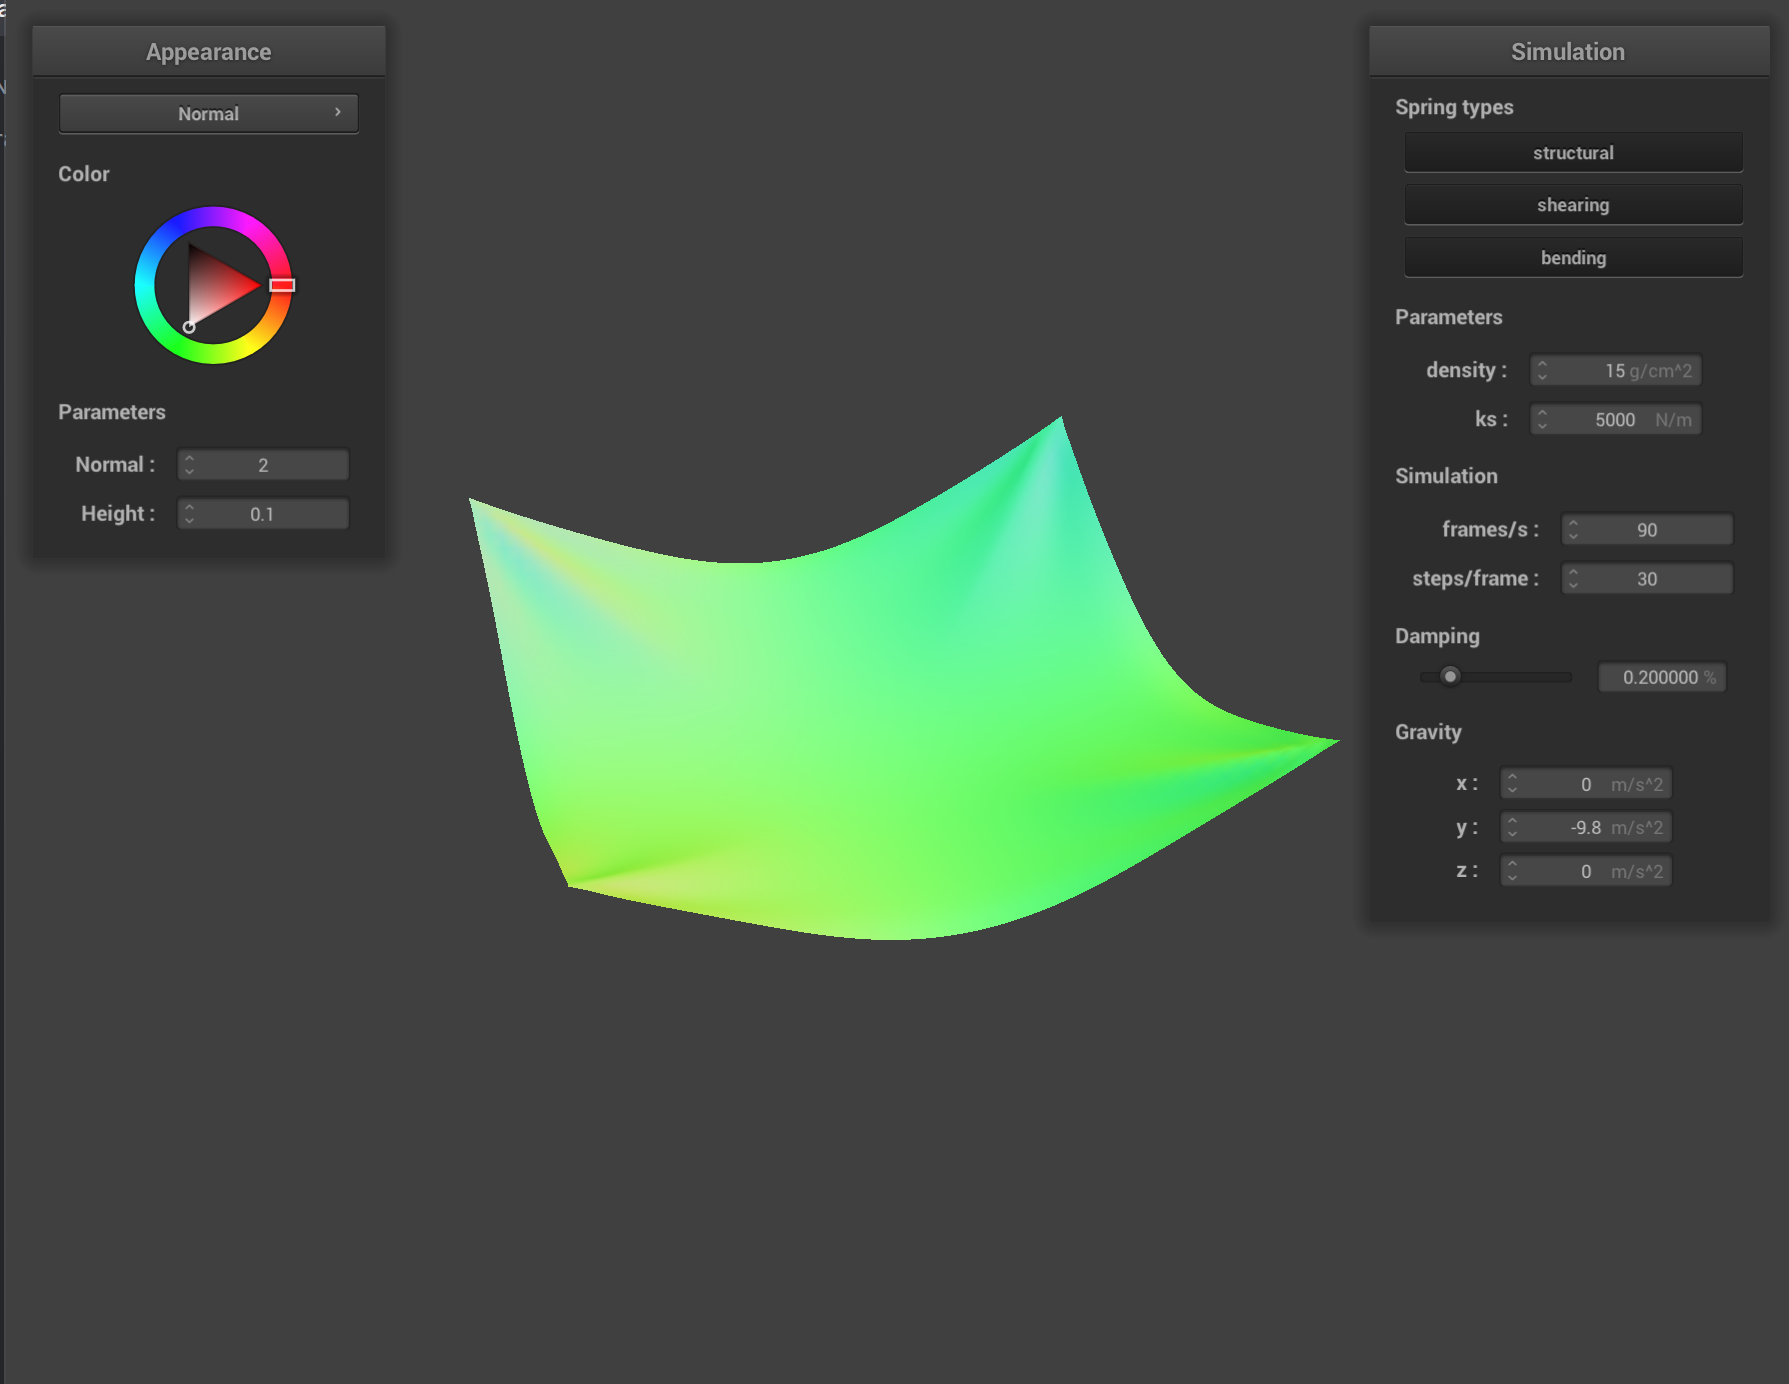 Appearance
Normal
Color
Parameters
Normal : 2
Height : 0.1
Simulation
Spring types
structural
shearing
bending
Parameters
density : 15 g/cm^2
ks : 5000 N/m
Simulation
frames/s : 90
steps/frame : 30
Damping
0.200000 %
Gravity
x : 0 m/s^2
y : -9.8 m/s^2
z : 0 m/s^2